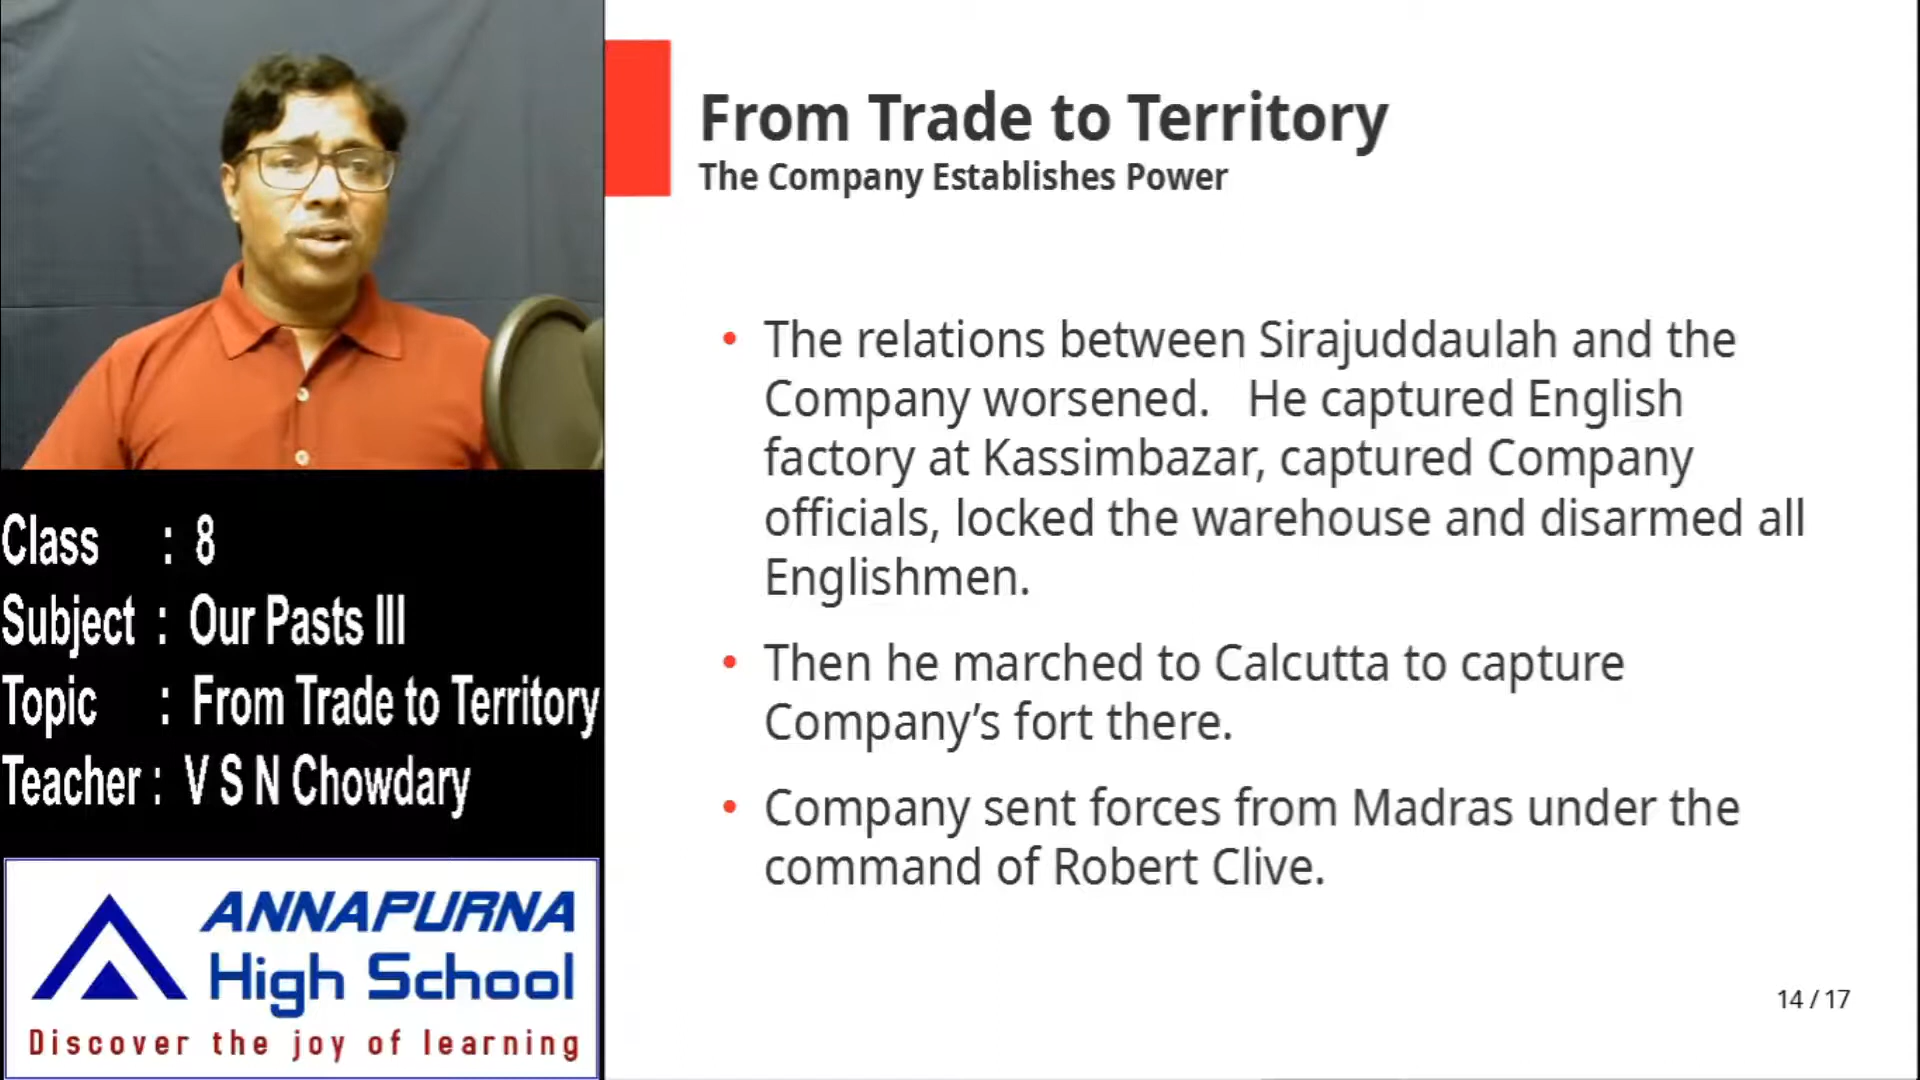 From Trade to Territory
The Company Establishes Power
• The relations between Sirajuddaulah and the
Company worsened.   He captured English
factory at Kassimbazar, captured Company
officials, locked the warehouse and disarmed all
Englishmen.
• Then he marched to Calcutta to capture
Company’s fort there.
• Company sent forces from Madras under the
command of Robert Clive.
14 / 17
Class : 8
Subject : Our Pasts III
Topic : From Trade to Territory
Teacher : V S N Chowdary
ANNAPURNA
High School
Discover the joy of learning